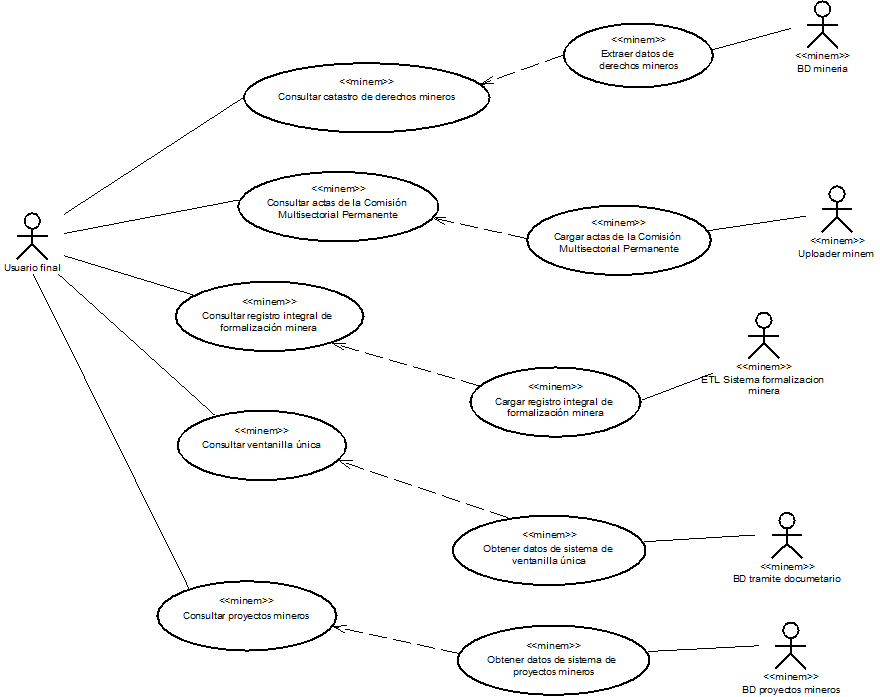 <<minem>>
BD mineria
<<minem>>
Extraer datos de
derechos mineros
<<minem>>
Consultar catastro de derechos mineros
<<minem>>
Consultar actas de la Comisión
Multisectorial Permanente
<<minem>>
Cargar actas de la Comisión
Multisectorial Permanente
<<minem>>
Uploader minem
Usuario final
<<minem>>
Consultar registro integral de
formalización minera
<<minem>>
ETL Sistema formalizacion
minera
<<minem>>
Cargar registro integral de
formalización minera
<<minem>>
Consultar ventanilla única
<<minem>>
Obtener datos de sistema de
ventanilla única
<<minem>>
BD tramite documetario
<<minem>>
Consultar proyectos mineros
<<minem>>
Obtener datos de sistema de
proyectos mineros
<<minem>>
BD proyectos mineros